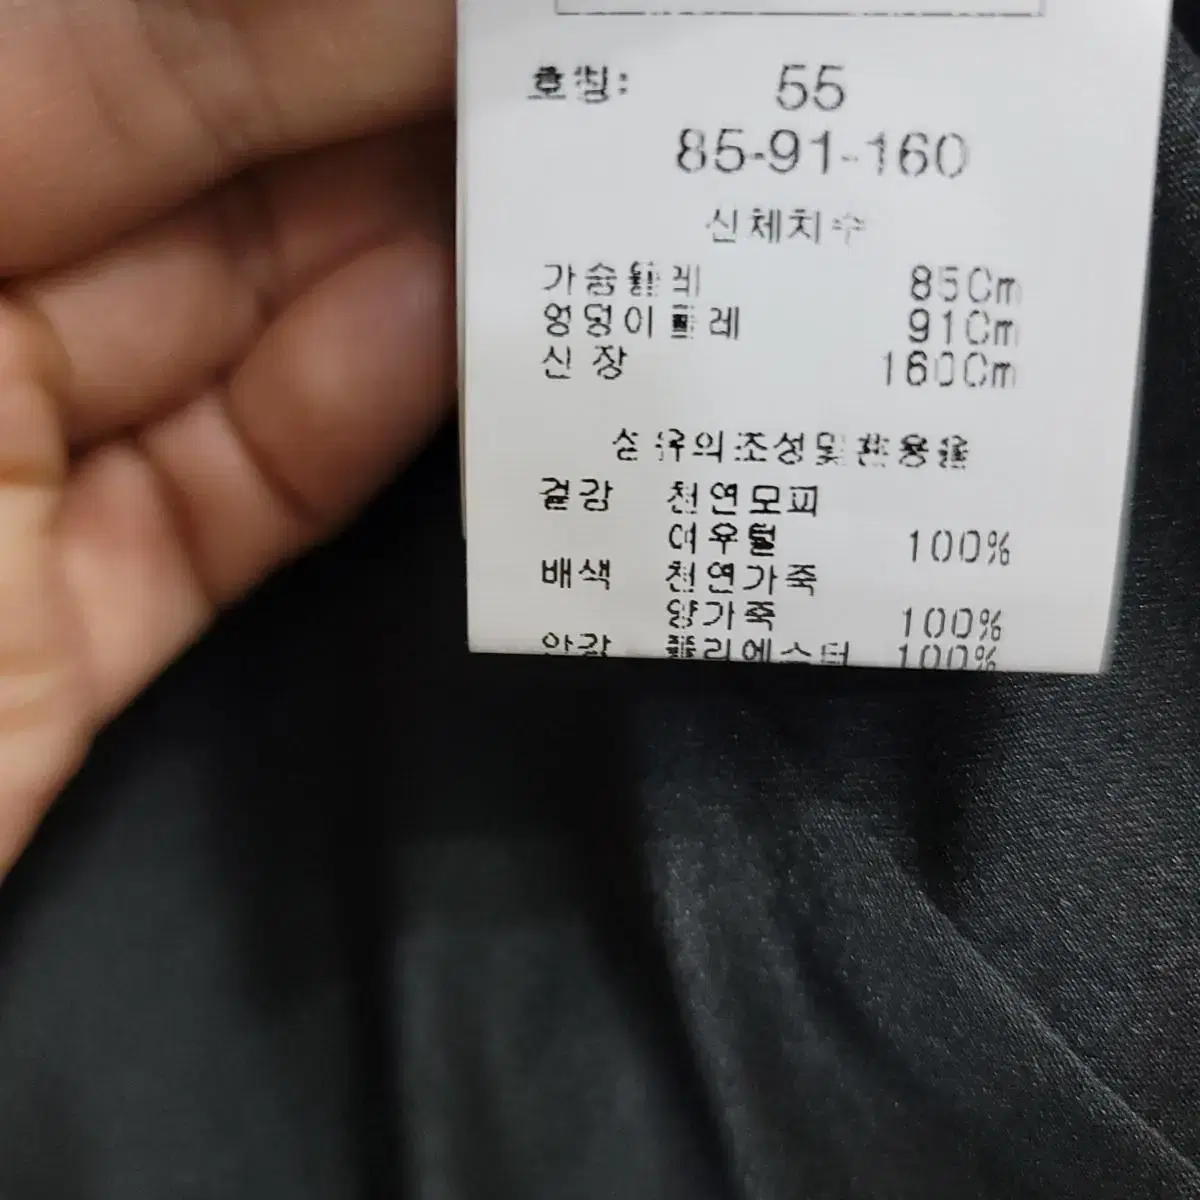 호칭: 55
85-91-160
신체치수
가슴둘레 85Cm
엉덩이둘레 91Cm
신장 160Cm
섬유의조성및혼용율
겉감 천연모피
여우털 100%
배색 천연가죽
양가죽 100%
안감 폴리에스터 100%